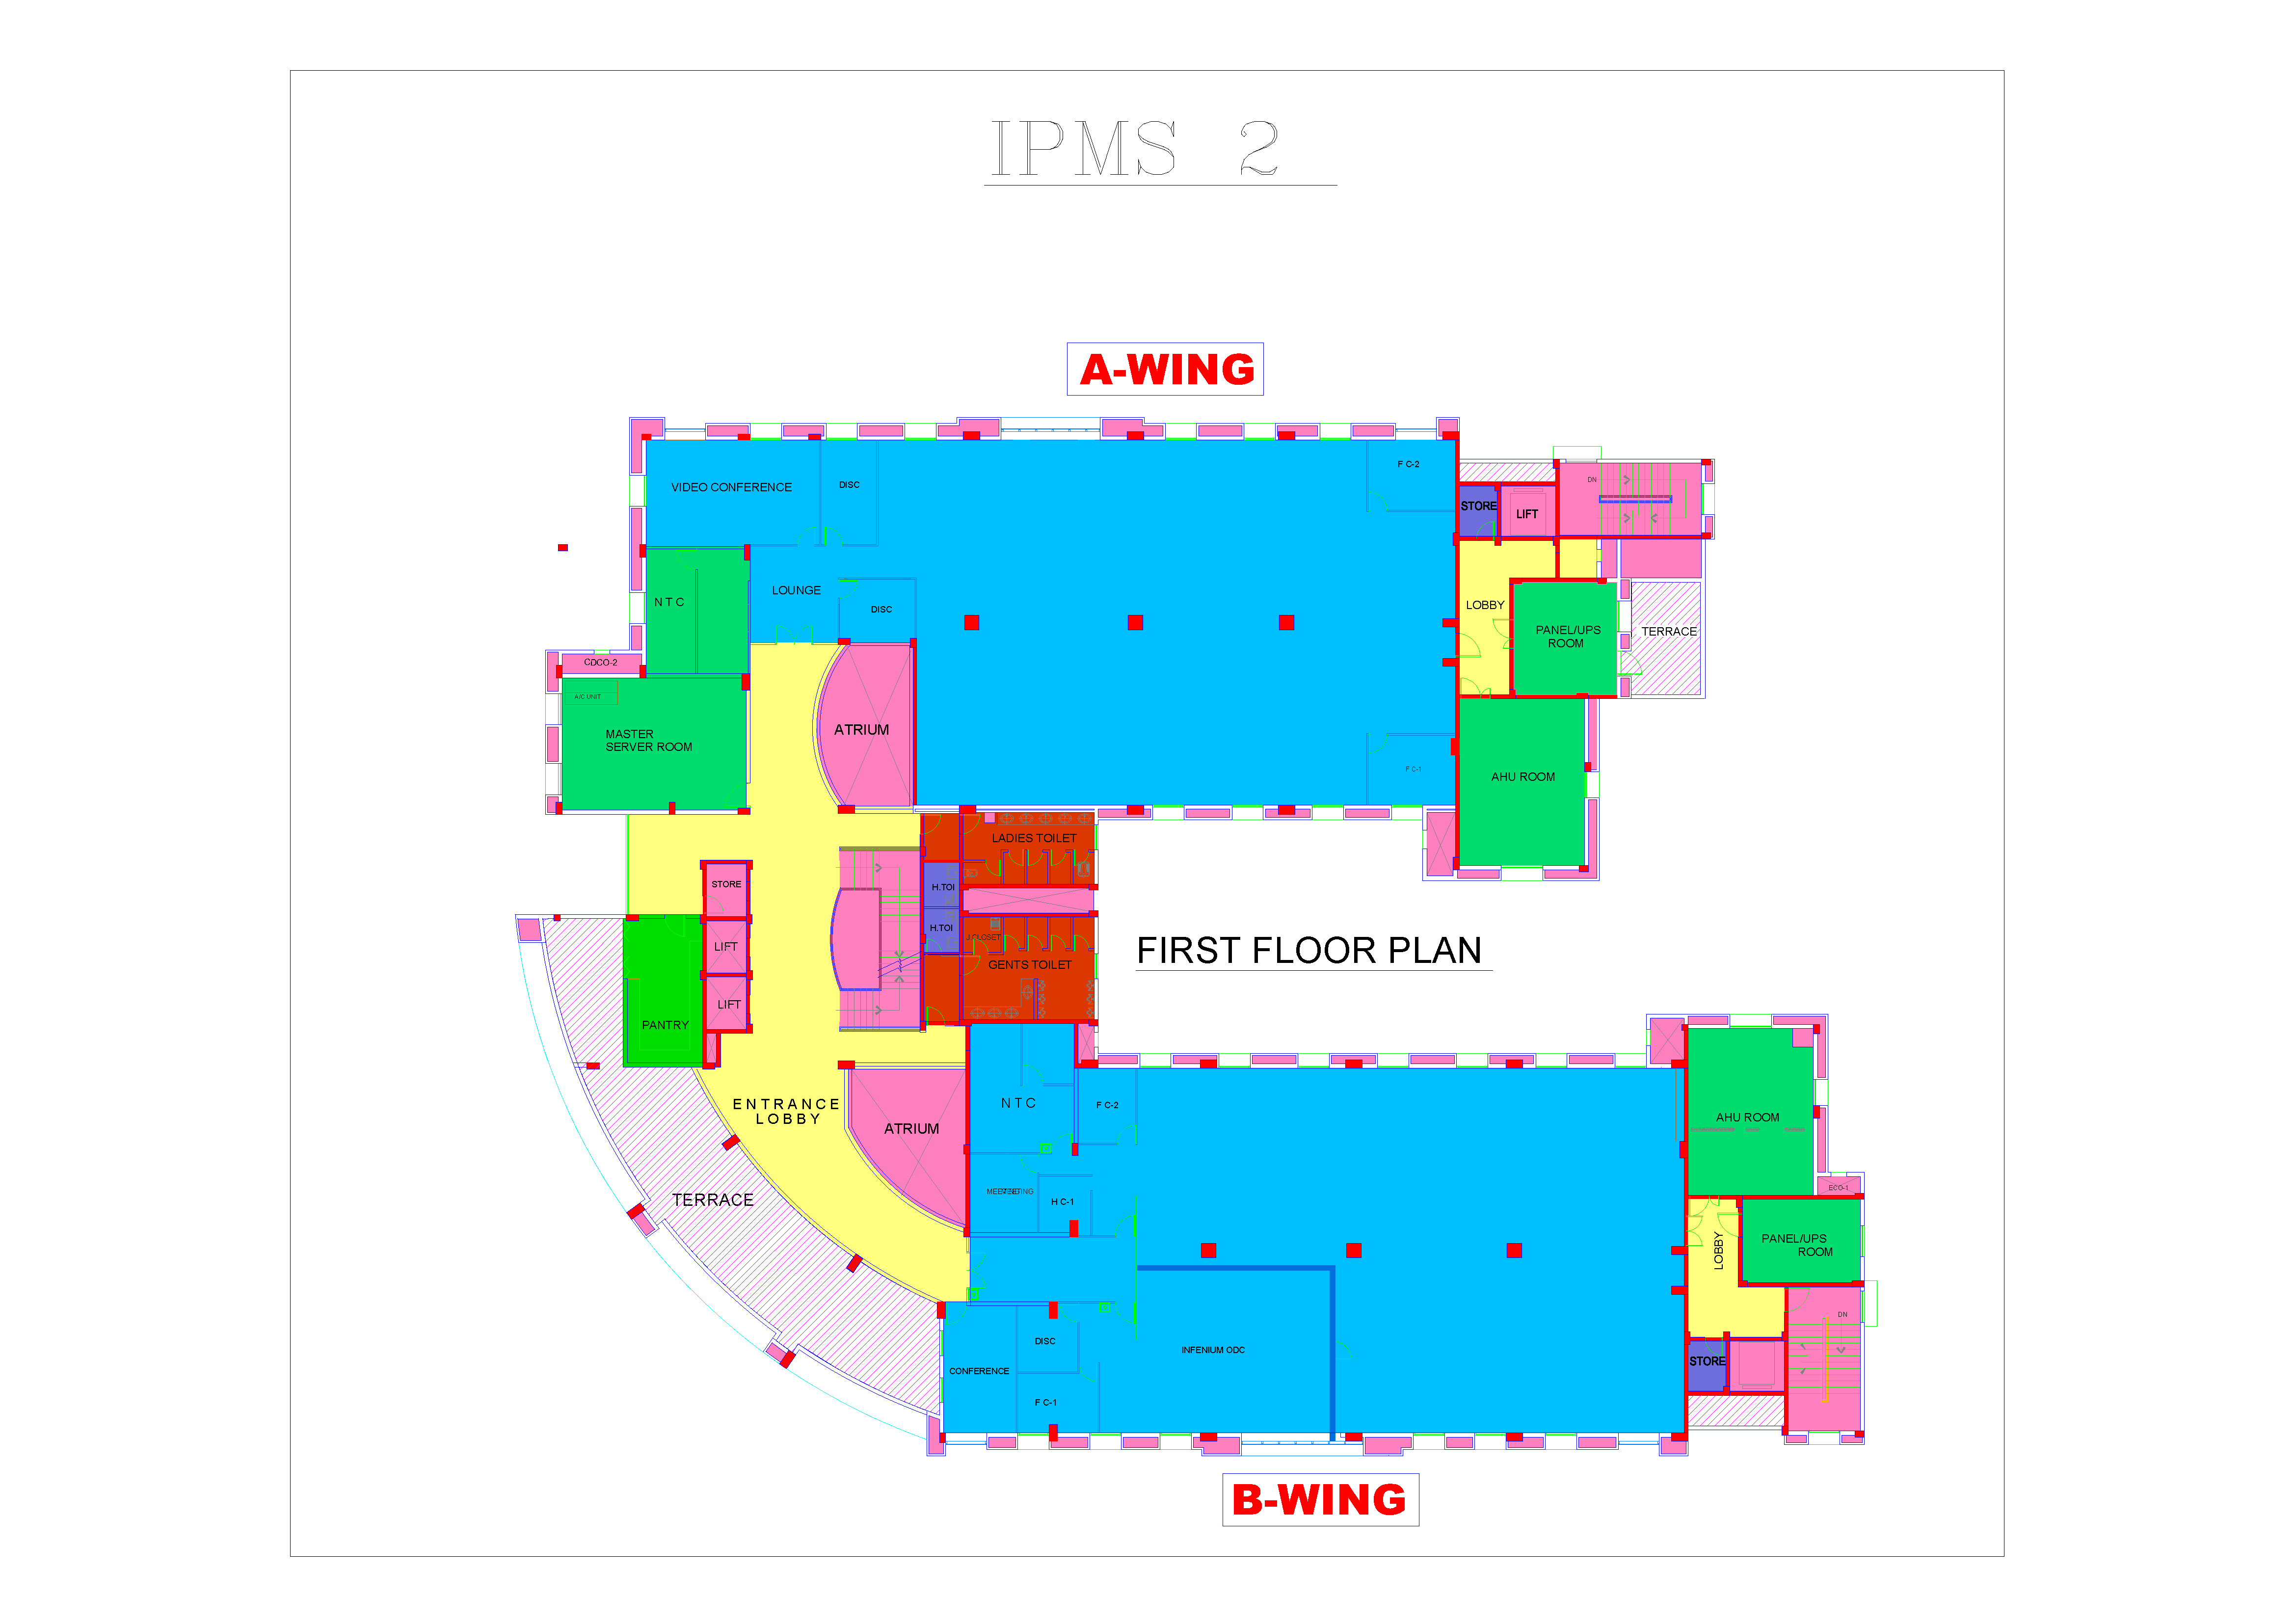 IPMS 2
A-WING
VIDEO CONFERENCE
DISC
F C-2
DN
STORE
LIFT
LOUNGE
DISC
N T C
LOBBY
PANEL/UPS
ROOM
TERRACE
CDCO-2
A/C UNIT
MASTER
SERVER ROOM
ATRIUM
F C-1
AHU ROOM
LADIES TOILET
STORE
H.TOI
H.TOI
J.CLOSET
LIFT
GENTS TOILET
FIRST FLOOR PLAN
LIFT
PANTRY
ENTRANCE
LOBBY
ATRIUM
N T C
F C-2
AHU ROOM
TERRACE
MEETING
H C-1
ECO-1
LOBBY
PANEL/UPS
ROOM
DN
DISC
INFENIUM ODC
CONFERENCE
STORE
F C-1
B-WING